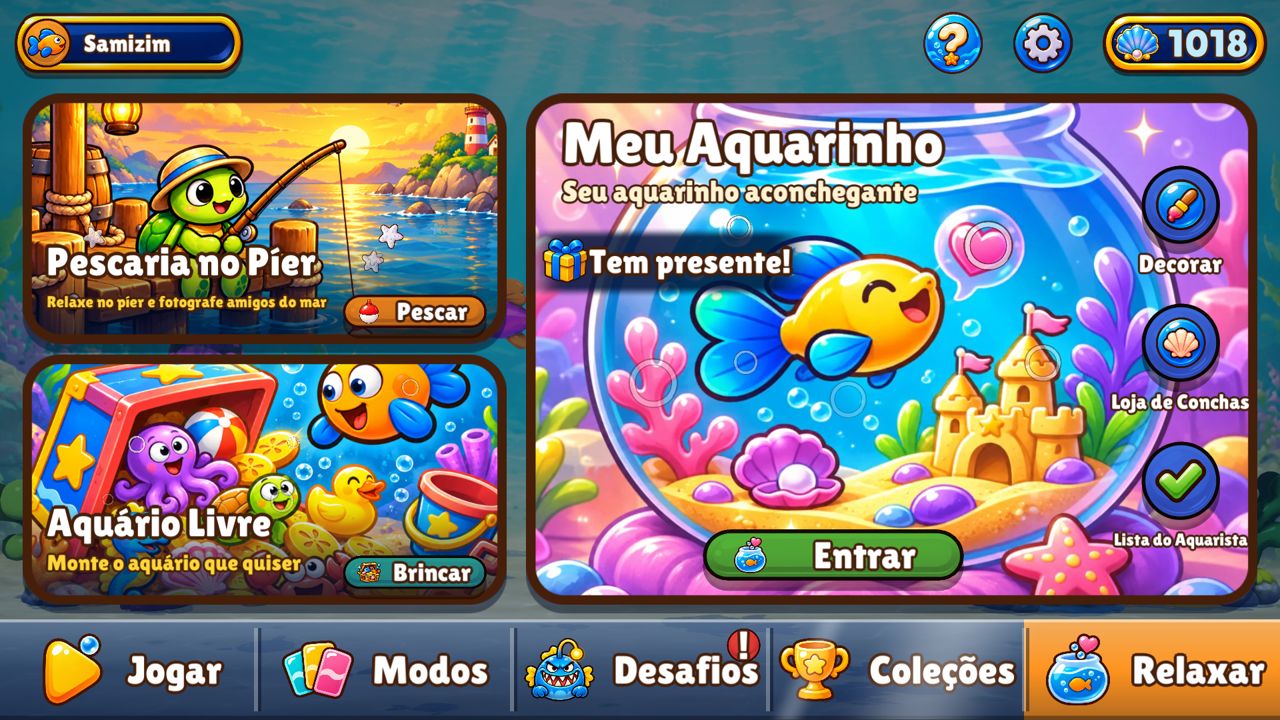 Samizim
1018
Pescaria no Píer
Relaxe no píer e fotografe amigos do mar
Pescar
Aquário Livre
Monte o aquário que quiser
Brincar
Meu Aquarinho
Seu aquarinho aconchegante
Tem presente!
Decorar
Loja de Conchas
Lista do Aquarista
Entrar
Jogar
Modos
Desafios
!
Coleções
Relaxar